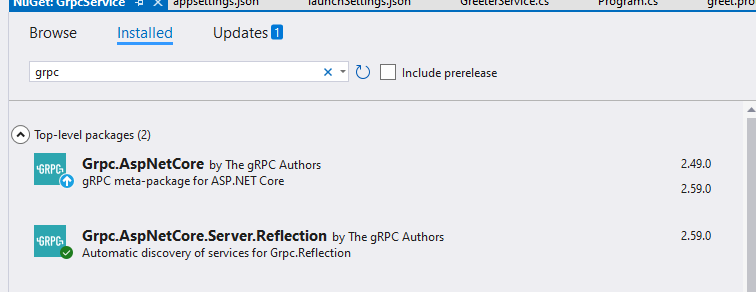 NuGet: GrpcService appsettings.json launchSettings.json GreeterService.cs Program.cs greet.pro
Browse Installed Updates 1
grpc Include prerelease
Top-level packages (2)
GRPC Grpc.AspNetCore by The gRPC Authors 2.49.0
gRPC meta-package for ASP.NET Core 2.59.0
GRPC Grpc.AspNetCore.Server.Reflection by The gRPC Authors 2.59.0
Automatic discovery of services for Grpc.Reflection